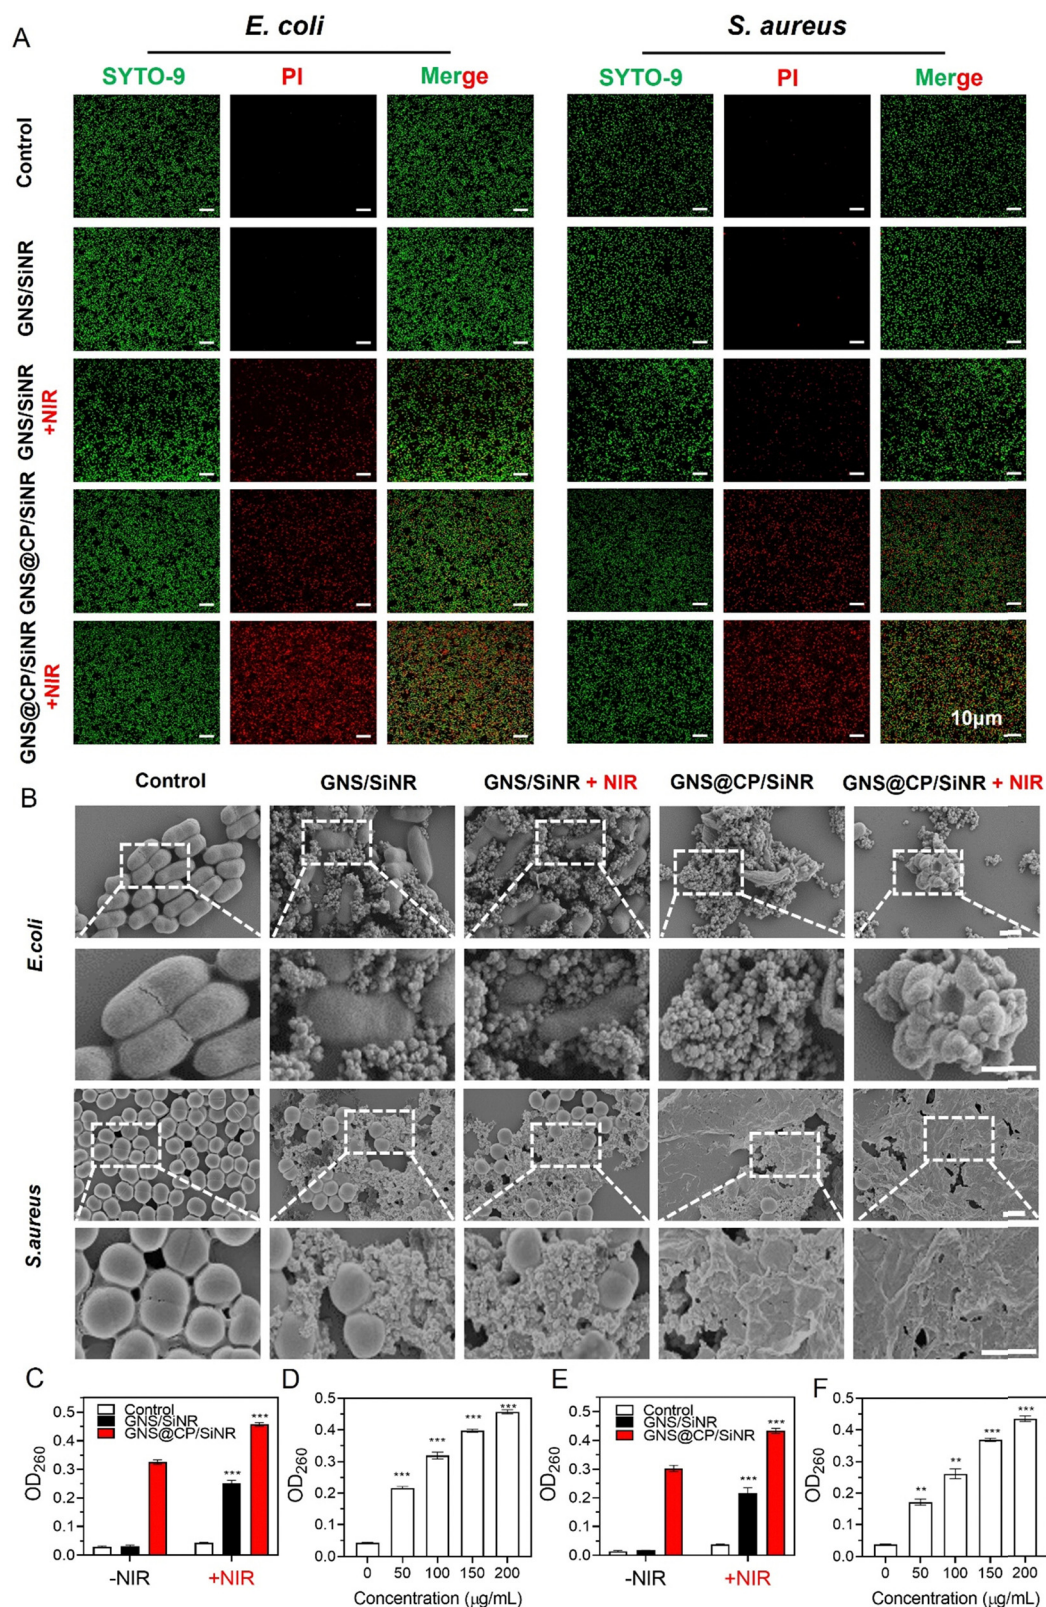 A
E. coli
S. aureus
SYTO-9 PI Merge
SYTO-9 PI Merge
Control
GNS/SiNR
GNS/SiNR
+NIR
GNS@CP/SiNR
GNS@CP/SiNR
+NIR
10μm
B
Control GNS/SiNR GNS/SiNR + NIR GNS@CP/SiNR GNS@CP/SiNR + NIR
E.coli
S.aureus
C
OD260
0.5
0.4
0.3
0.2
0.1
0.0
Control
GNS/SiNR
GNS@CP/SiNR
***
***
-NIR +NIR
D
OD260
0.5
0.4
0.3
0.2
0.1
0.0
*** *** *** ***
0 50 100 150 200
Concentration (μg/mL)
E
OD260
0.5
0.4
0.3
0.2
0.1
0.0
Control
GNS/SiNR
GNS@CP/SiNR
***
***
-NIR +NIR
F
OD260
0.5
0.4
0.3
0.2
0.1
0.0
** ** *** ***
0 50 100 150 200
Concentration (μg/mL)